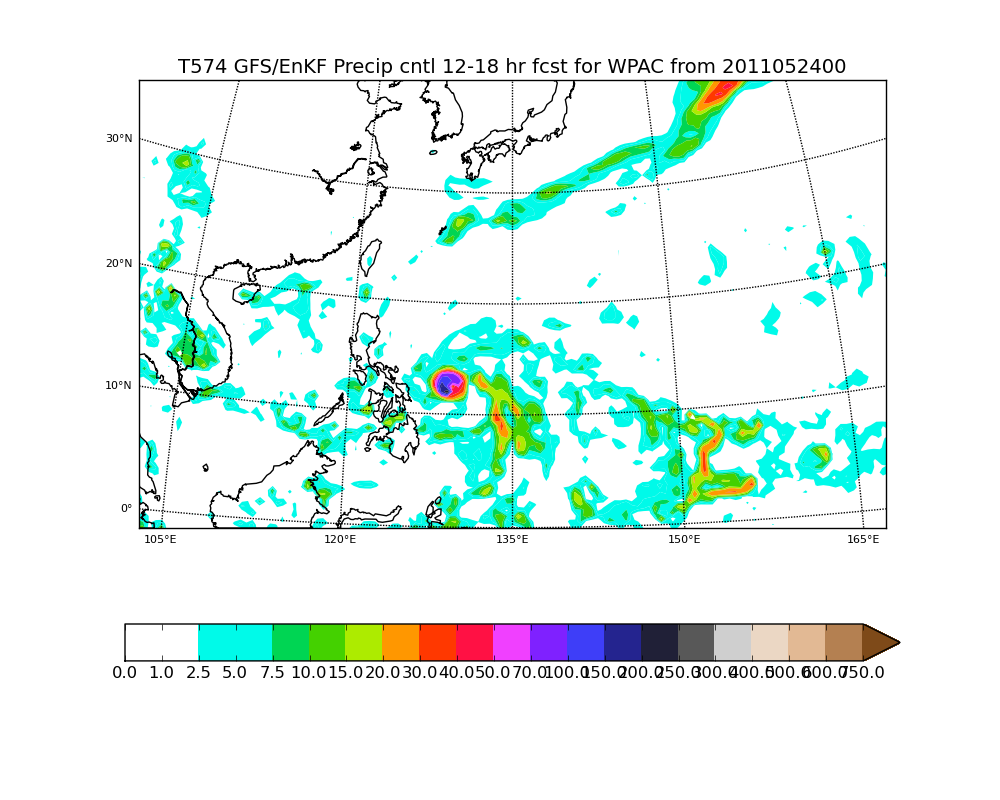 T574 GFS/EnKF Precip cntl 12-18 hr fcst for WPAC from 2011052400
30°N
20°N
10°N
0°
105°E 120°E 135°E 150°E 165°E
0.0 1.0 2.5 5.0 7.5 10.0 15.0 20.0 30.0 40.0 50.0 70.0 100.0 150.0 200.0 250.0 300.0 400.0 500.0 600.0 750.0